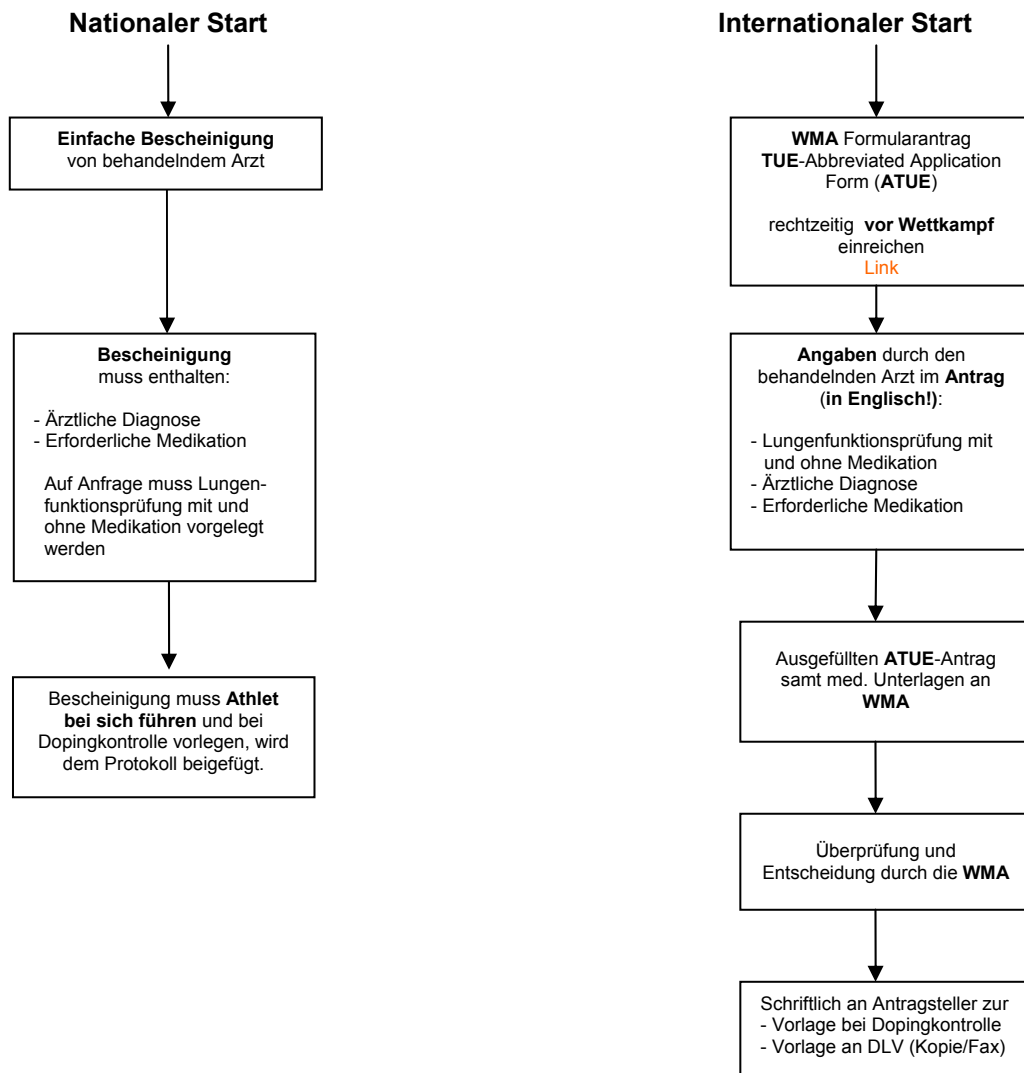 Nationaler Start
Einfache Bescheinigung
von behandelndem Arzt
Bescheinigung
muss enthalten:
- Ärztliche Diagnose
- Erforderliche Medikation
Auf Anfrage muss Lungen-
funktionsprüfung mit und
ohne Medikation vorgelegt
werden
Bescheinigung muss Athlet
bei sich führen und bei
Dopingkontrolle vorlegen, wird
dem Protokoll beigefügt.
Internationaler Start
WMA Formularantrag
TUE-Abbreviated Application
Form (ATUE)
rechtzeitig vor Wettkampf
einreichen
Link
Angaben durch den
behandelnden Arzt im Antrag
(in Englisch!):
- Lungenfunktionsprüfung mit
und ohne Medikation
- Ärztliche Diagnose
- Erforderliche Medikation
Ausgefüllten ATUE-Antrag
samt med. Unterlagen an
WMA
Überprüfung und
Entscheidung durch die WMA
Schriftlich an Antragsteller zur
- Vorlage bei Dopingkontrolle
- Vorlage an DLV (Kopie/Fax)